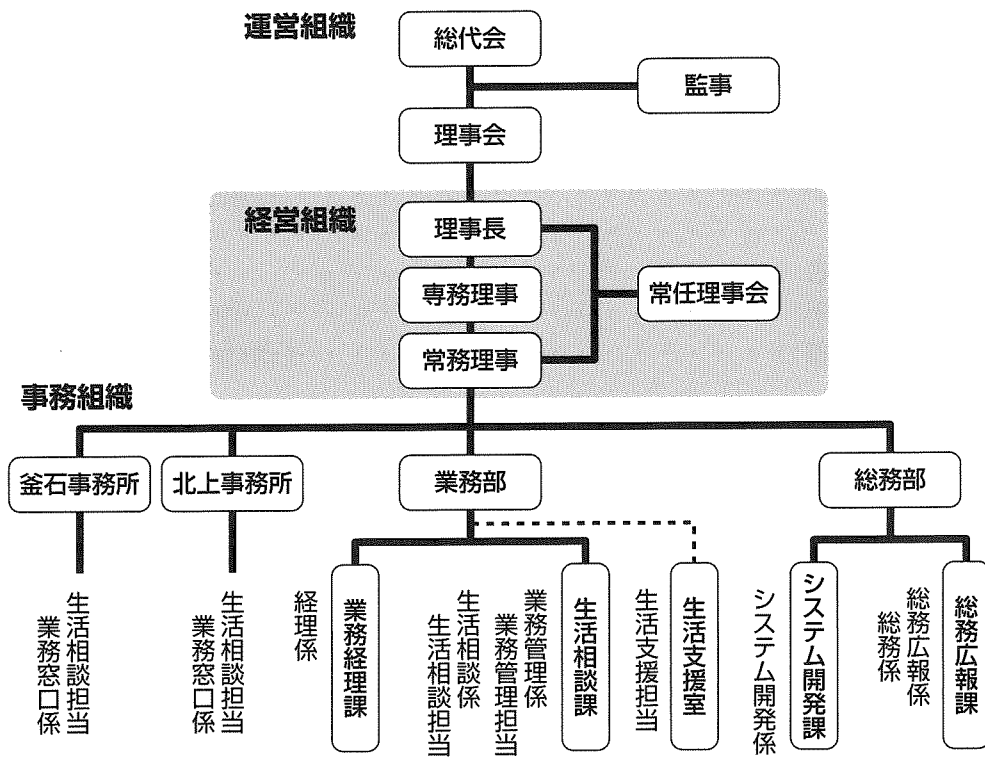 運営組織
総代会
監事
理事会
経営組織
理事長
専務理事
常任理事会
常務理事
事務組織
釜石事務所
北上事務所
業務部
総務部
生活相談担当
業務窓口係
生活相談担当
業務窓口係
業務経理課
経理係
生活相談課
業務管理係
業務管理担当
生活相談係
生活相談担当
生活支援室
生活支援担当
システム開発課
システム開発係
総務広報課
総務広報係
総務係